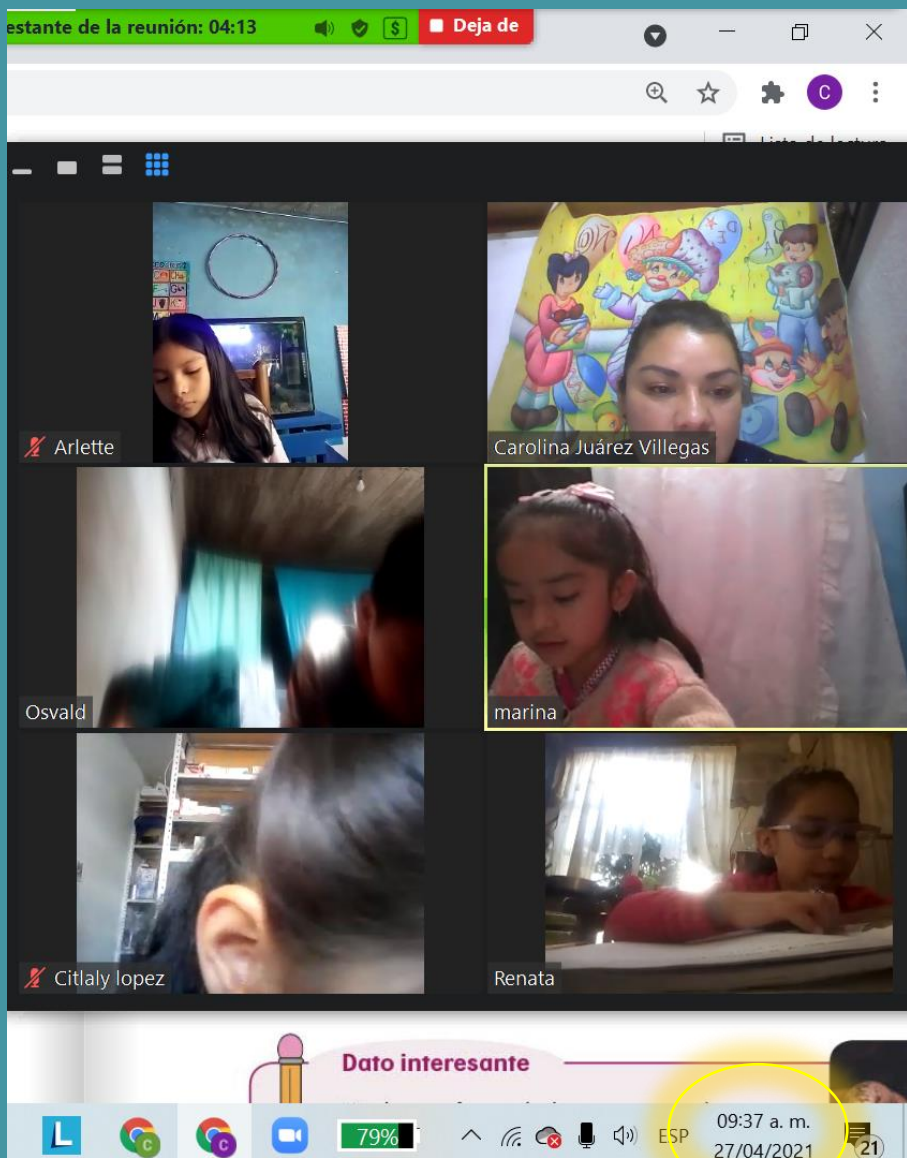 estante de la reunión: 04:13
$
Deja de
C
Arlette
Carolina Juárez Villegas
Osvald
marina
Citlaly lopez
Renata
Dato interesante
L
79%
ESP
09:37 a. m.
27/04/2021
21